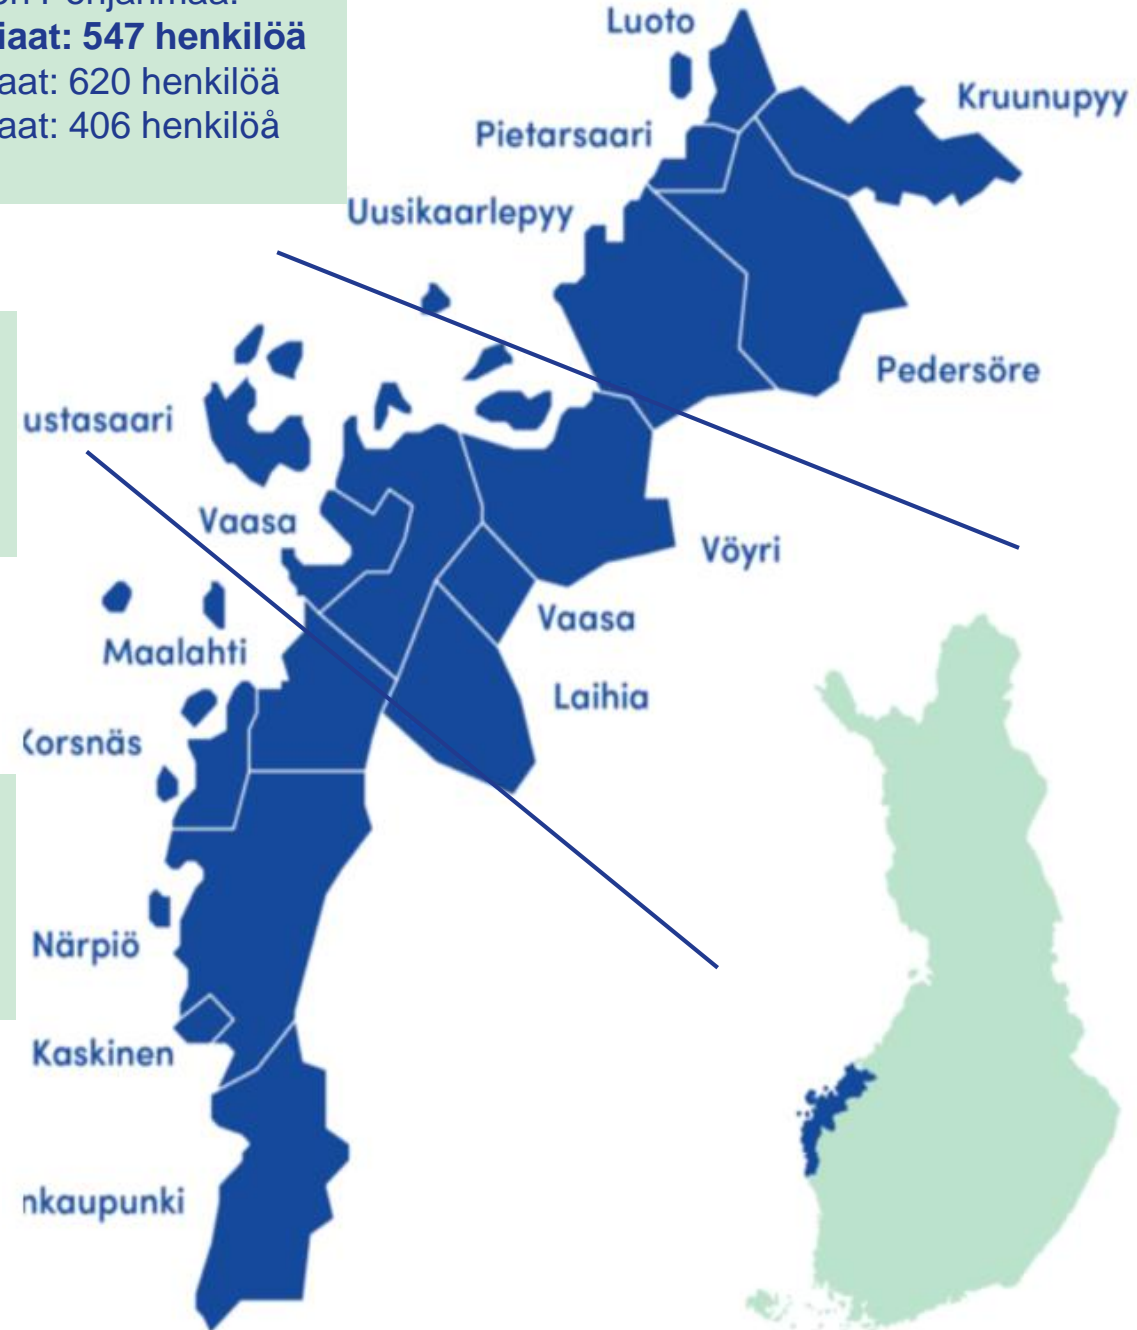 iaat: 547 henkilöä
aat: 620 henkilöä
aat: 406 henkilöå
Luoto
Kruunupyy
Pietarsaari
Uusikaarlepyy
Pedersöre
ustasaari
Vaasa
Vöyri
Vaasa
Maalahti
Laihia
Korsnäs
Närpiö
Kaskinen
nkaupunki